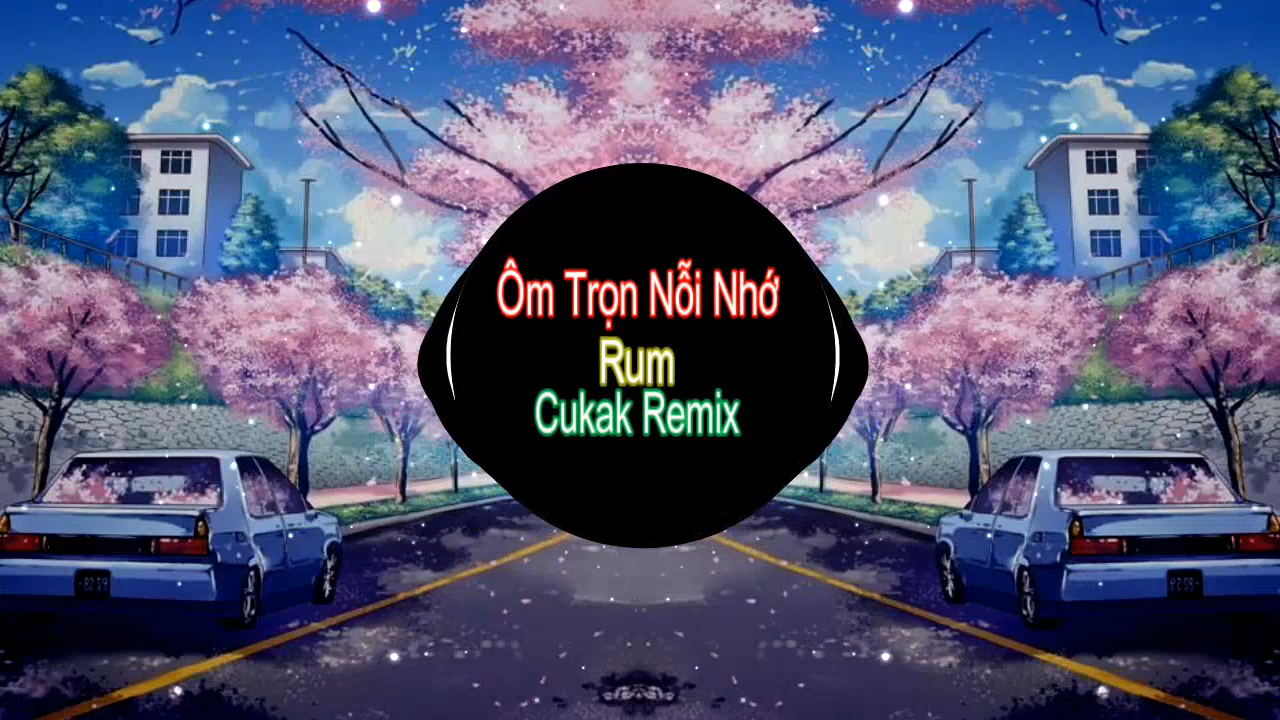 Ôm Trọn Nỗi Nhớ
Rum
Cukak Remix